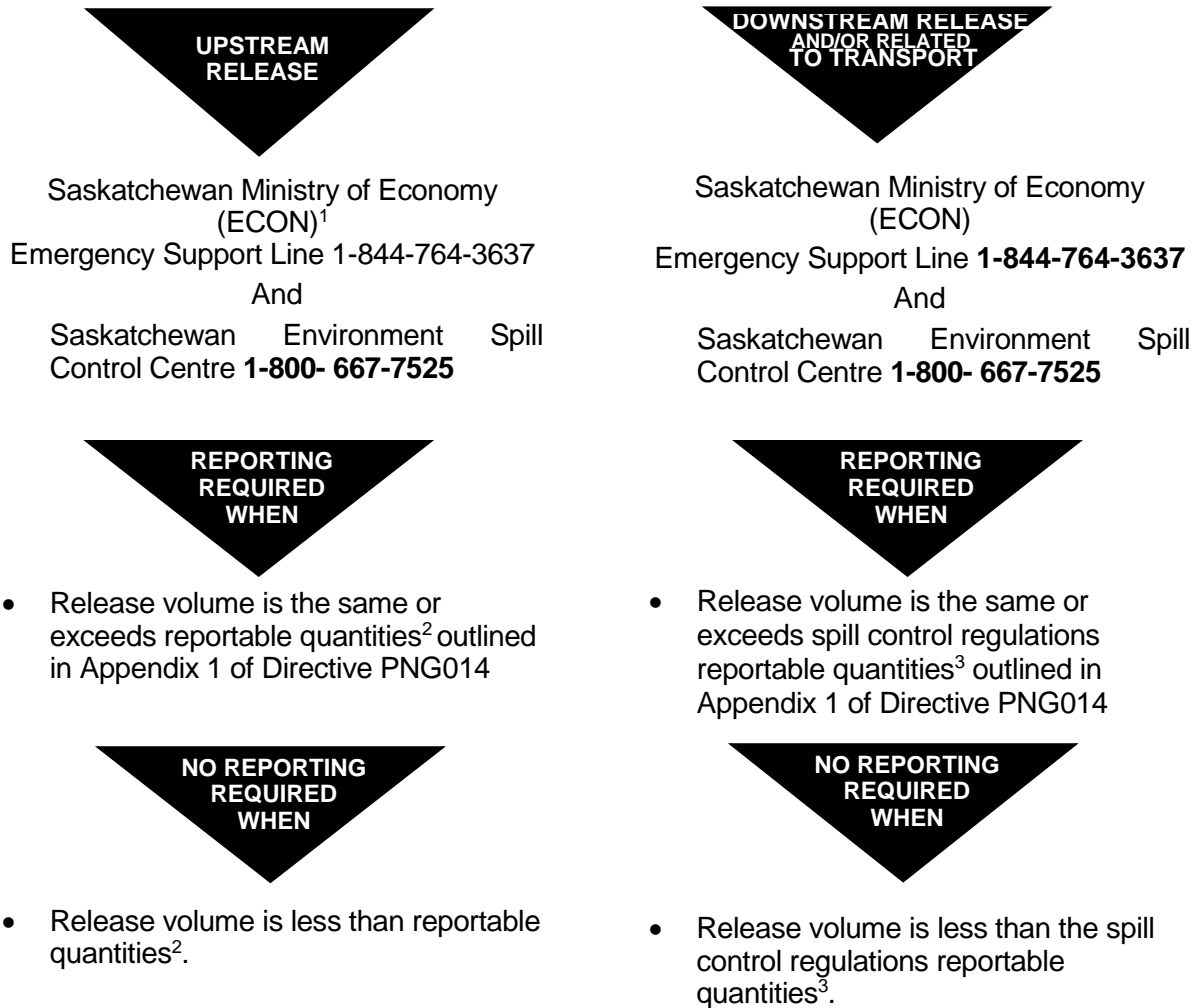 UPSTREAM
RELEASE
Saskatchewan Ministry of Economy
(ECON)¹
Emergency Support Line 1-844-764-3637
And
Saskatchewan Environment Spill
Control Centre 1-800- 667-7525
REPORTING
REQUIRED
WHEN
• Release volume is the same or
exceeds reportable quantities² outlined
in Appendix 1 of Directive PNG014
NO REPORTING
REQUIRED
WHEN
• Release volume is less than reportable
quantities².
DOWNSTREAM RELEASE
AND/OR RELATED
TO TRANSPORT
Saskatchewan Ministry of Economy
(ECON)
Emergency Support Line 1-844-764-3637
And
Saskatchewan Environment Spill
Control Centre 1-800- 667-7525
REPORTING
REQUIRED
WHEN
• Release volume is the same or
exceeds spill control regulations
reportable quantities³ outlined in
Appendix 1 of Directive PNG014
NO REPORTING
REQUIRED
WHEN
• Release volume is less than the spill
control regulations reportable
quantities³.